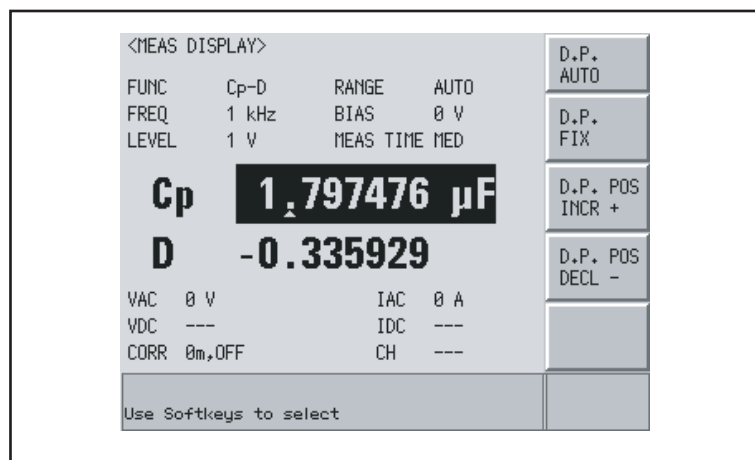 <MEAS DISPLAY>
FUNC Cp-D RANGE AUTO
FREQ 1 kHz BIAS 0 V
LEVEL 1 V MEAS TIME MED
Cp 1.797476 µF
D -0.335929
VAC 0 V IAC 0 A
VDC --- IDC ---
CORR 0m,OFF CH ---
Use Softkeys to select
D.P.
AUTO
D.P.
FIX
D.P. POS
INCR +
D.P. POS
DECL -